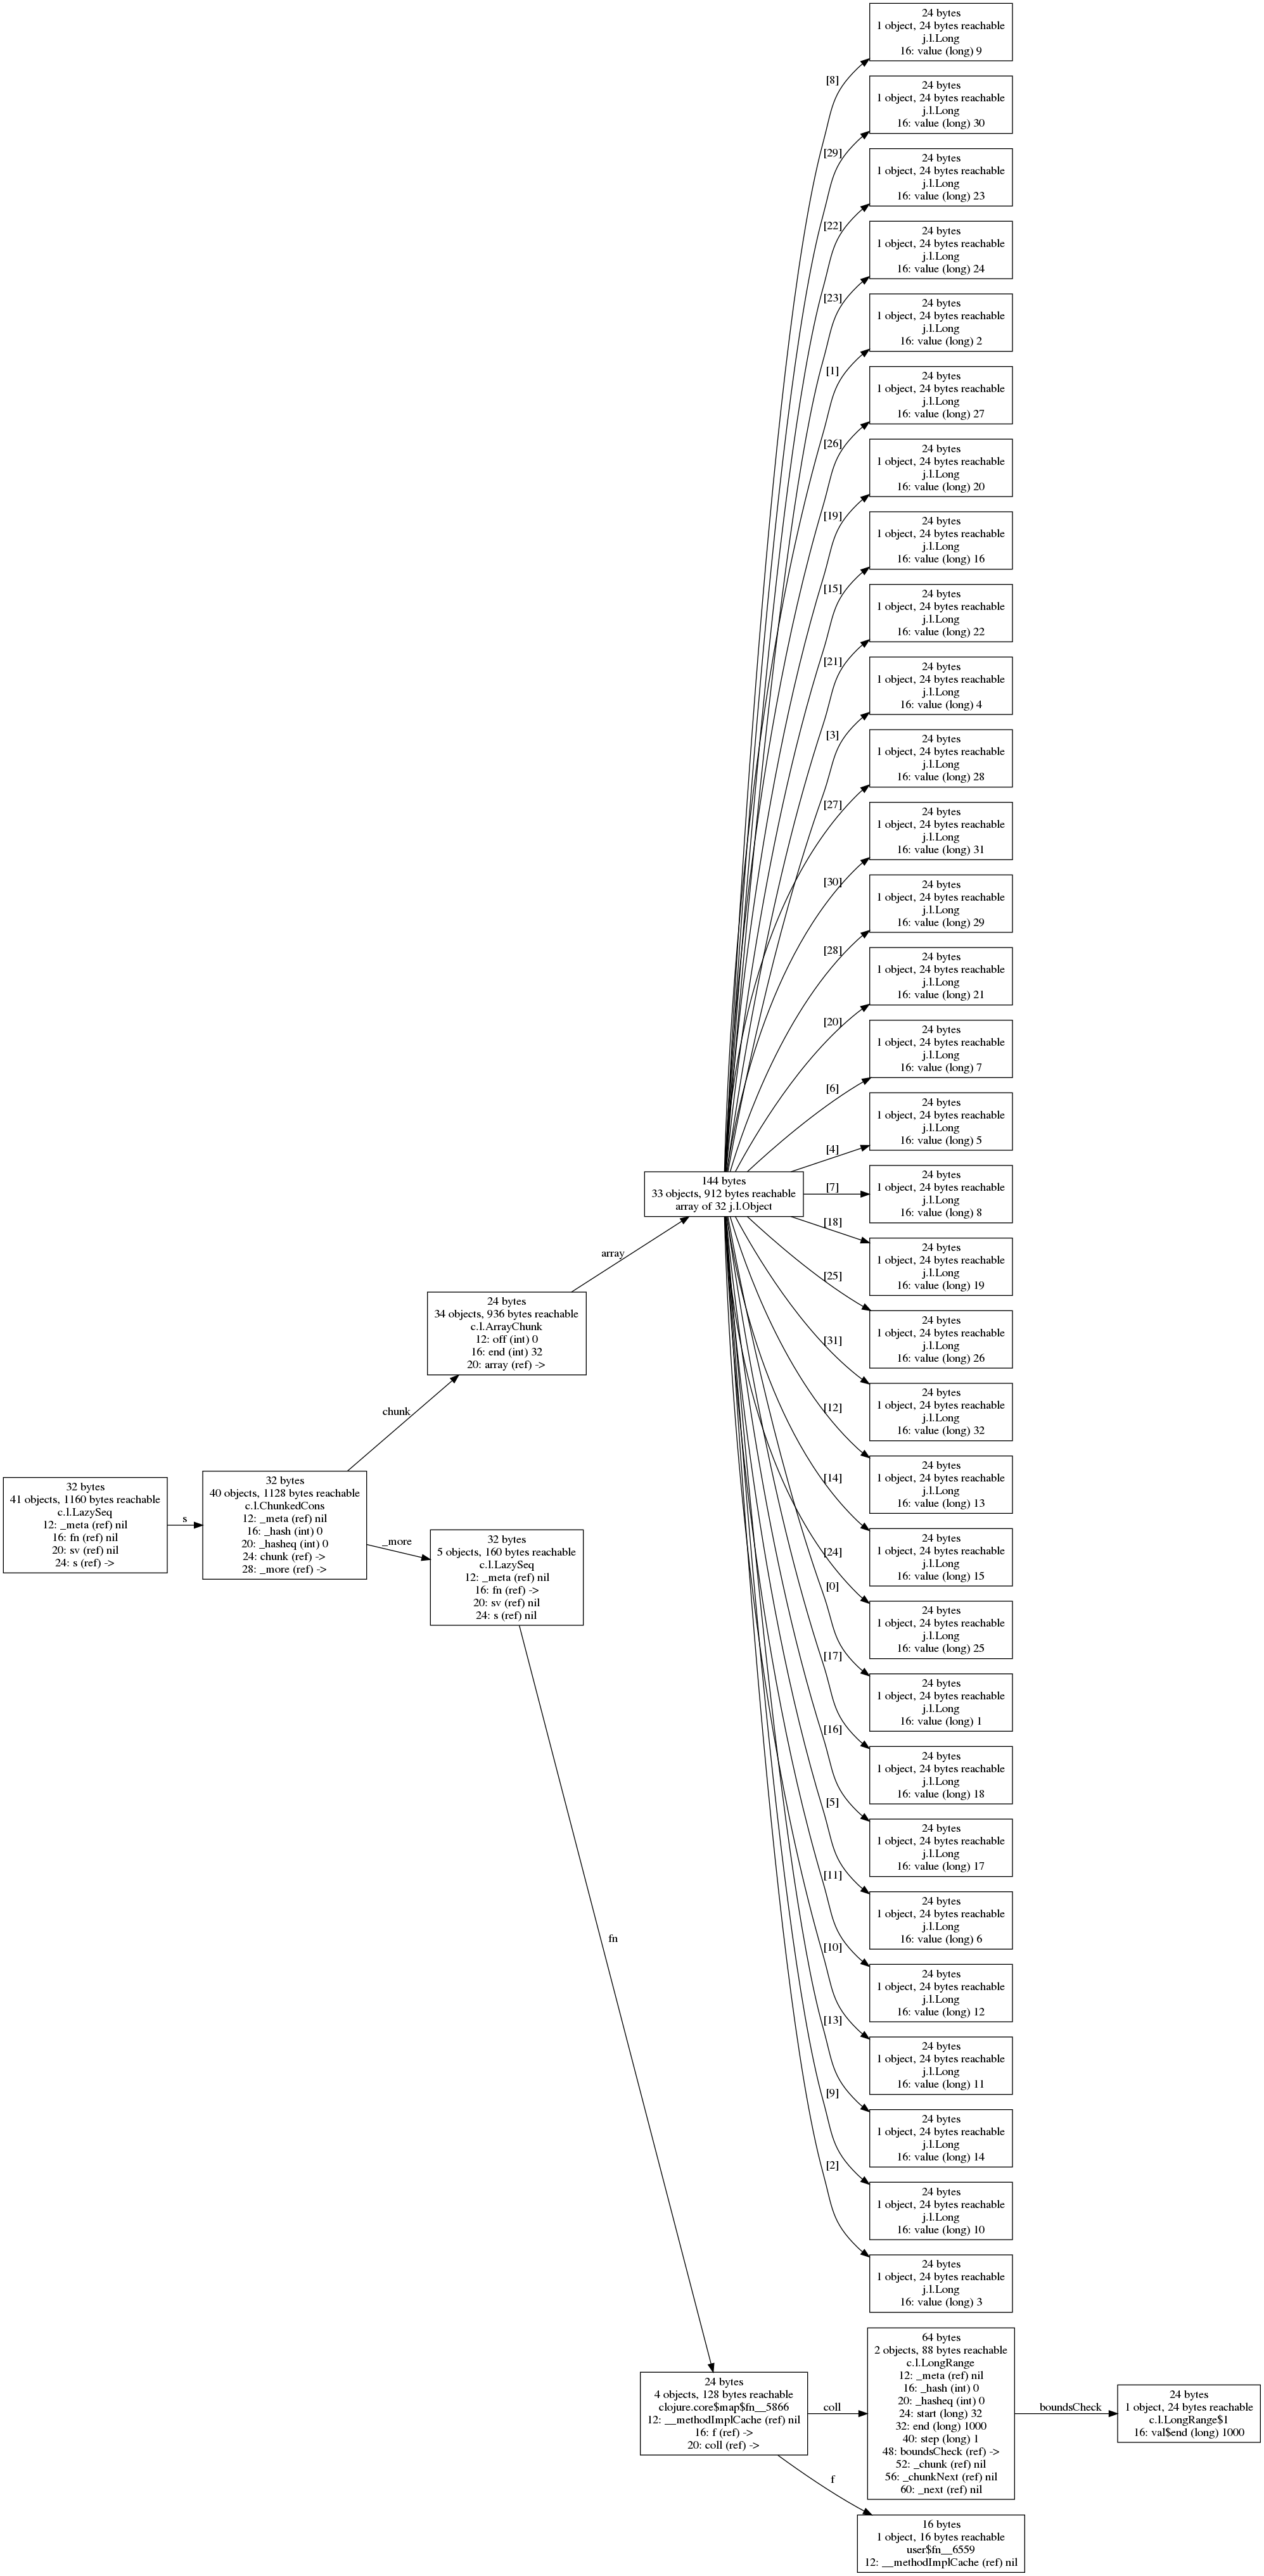 24 bytes
1 object, 24 bytes reachable
j.l.Long
16: value (long) 9
[8]
24 bytes
1 object, 24 bytes reachable
j.l.Long
16: value (long) 30
[29]
24 bytes
1 object, 24 bytes reachable
j.l.Long
16: value (long) 23
[22]
24 bytes
1 object, 24 bytes reachable
j.l.Long
16: value (long) 24
[23]
24 bytes
1 object, 24 bytes reachable
j.l.Long
16: value (long) 2
[1]
24 bytes
1 object, 24 bytes reachable
j.l.Long
16: value (long) 27
[26]
24 bytes
1 object, 24 bytes reachable
j.l.Long
16: value (long) 20
[19]
24 bytes
1 object, 24 bytes reachable
j.l.Long
16: value (long) 16
[15]
24 bytes
1 object, 24 bytes reachable
j.l.Long
16: value (long) 22
[21]
24 bytes
1 object, 24 bytes reachable
j.l.Long
16: value (long) 4
[3]
24 bytes
1 object, 24 bytes reachable
j.l.Long
16: value (long) 28
[27]
24 bytes
1 object, 24 bytes reachable
j.l.Long
16: value (long) 31
[30]
24 bytes
1 object, 24 bytes reachable
j.l.Long
16: value (long) 29
[28]
24 bytes
1 object, 24 bytes reachable
j.l.Long
16: value (long) 21
[20]
24 bytes
1 object, 24 bytes reachable
j.l.Long
16: value (long) 7
[6]
24 bytes
1 object, 24 bytes reachable
j.l.Long
16: value (long) 5
[4]
144 bytes
33 objects, 912 bytes reachable
array of 32 j.l.Object
[7]
24 bytes
1 object, 24 bytes reachable
j.l.Long
16: value (long) 8
[18]
24 bytes
1 object, 24 bytes reachable
j.l.Long
16: value (long) 19
array
[25]
24 bytes
1 object, 24 bytes reachable
j.l.Long
16: value (long) 26
24 bytes
34 objects, 936 bytes reachable
c.l.ArrayChunk
12: off (int) 0
16: end (int) 32
20: array (ref) ->
[31]
24 bytes
1 object, 24 bytes reachable
j.l.Long
16: value (long) 32
chunk
[12]
24 bytes
1 object, 24 bytes reachable
j.l.Long
16: value (long) 13
32 bytes
41 objects, 1160 bytes reachable
c.l.LazySeq
12: _meta (ref) nil
16: fn (ref) nil
20: sv (ref) nil
24: s (ref) ->
s
32 bytes
40 objects, 1128 bytes reachable
c.l.ChunkedCons
12: _meta (ref) nil
16: _hash (int) 0
20: _hasheq (int) 0
24: chunk (ref) ->
28: _more (ref) ->
_more
32 bytes
5 objects, 160 bytes reachable
c.l.LazySeq
12: _meta (ref) nil
16: fn (ref) ->
20: sv (ref) nil
24: s (ref) nil
[14]
24 bytes
1 object, 24 bytes reachable
j.l.Long
16: value (long) 15
[24]
24 bytes
1 object, 24 bytes reachable
j.l.Long
16: value (long) 25
[0]
24 bytes
1 object, 24 bytes reachable
j.l.Long
16: value (long) 1
[17]
24 bytes
1 object, 24 bytes reachable
j.l.Long
16: value (long) 18
[16]
24 bytes
1 object, 24 bytes reachable
j.l.Long
16: value (long) 17
[5]
24 bytes
1 object, 24 bytes reachable
j.l.Long
16: value (long) 6
fn
[11]
24 bytes
1 object, 24 bytes reachable
j.l.Long
16: value (long) 12
[10]
24 bytes
1 object, 24 bytes reachable
j.l.Long
16: value (long) 11
[13]
24 bytes
1 object, 24 bytes reachable
j.l.Long
16: value (long) 14
[9]
24 bytes
1 object, 24 bytes reachable
j.l.Long
16: value (long) 10
[2]
24 bytes
1 object, 24 bytes reachable
j.l.Long
16: value (long) 3
24 bytes
4 objects, 128 bytes reachable
clojure.core$map$fn__5866
12: __methodImplCache (ref) nil
16: f (ref) ->
20: coll (ref) ->
coll
64 bytes
2 objects, 88 bytes reachable
c.l.LongRange
12: _meta (ref) nil
16: _hash (int) 0
20: _hasheq (int) 0
24: start (long) 32
32: end (long) 1000
40: step (long) 1
48: boundsCheck (ref) ->
52: _chunk (ref) nil
56: _chunkNext (ref) nil
60: _next (ref) nil
boundsCheck
24 bytes
1 object, 24 bytes reachable
c.l.LongRange$1
16: val$end (long) 1000
f
16 bytes
1 object, 16 bytes reachable
user$fn__6559
12: __methodImplCache (ref) nil